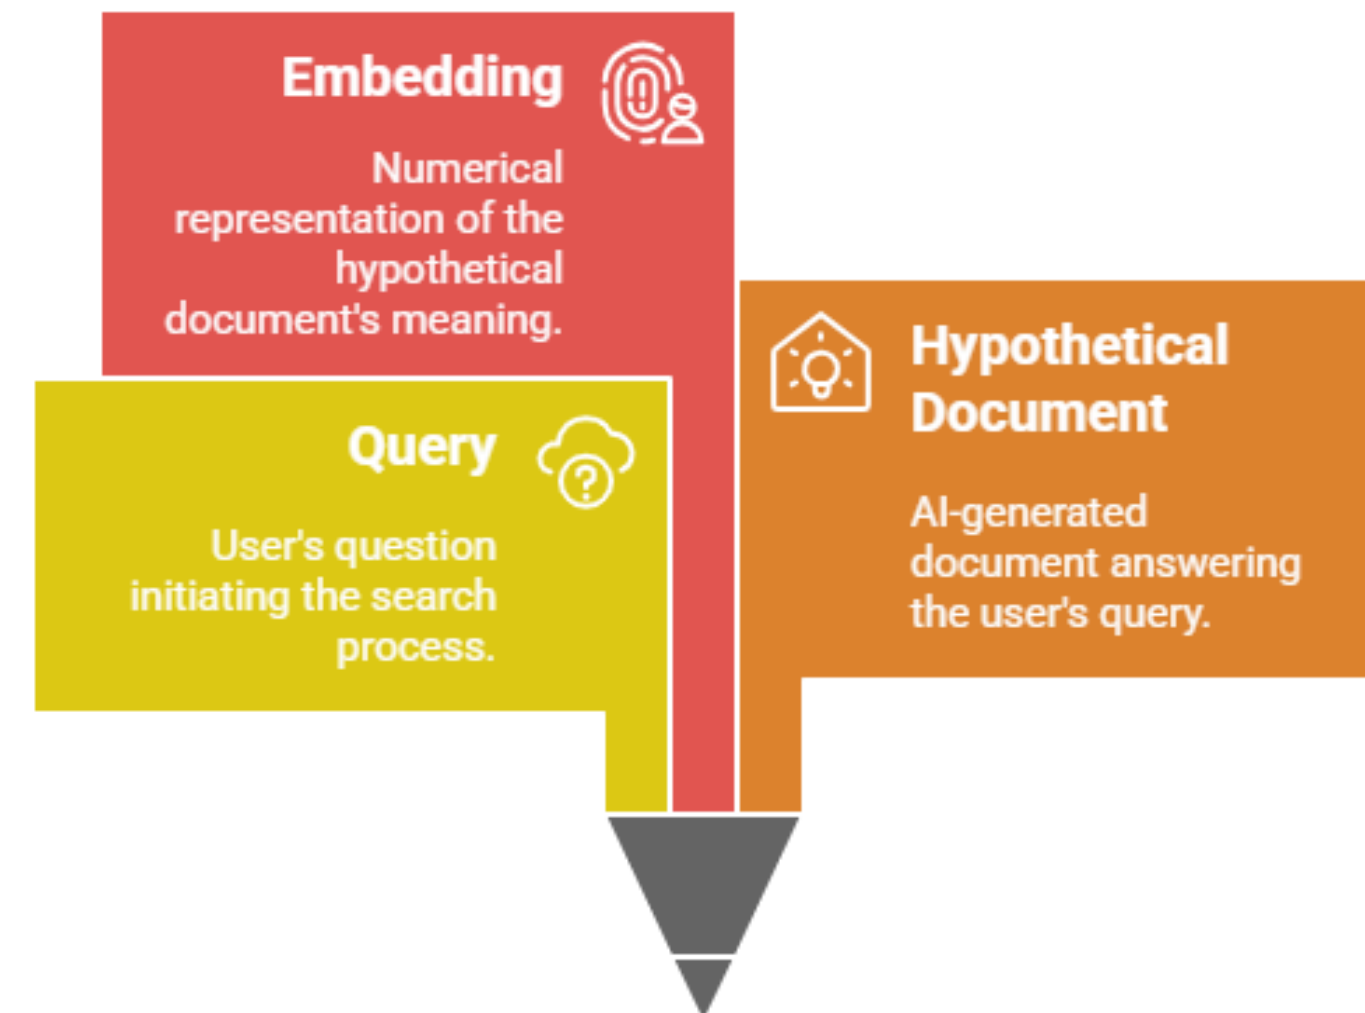 Embedding
Numerical
representation of the
hypothetical
document's meaning.
Query
User's question
initiating the search
process.
Hypothetical
Document
AI-generated
document answering
the user's query.